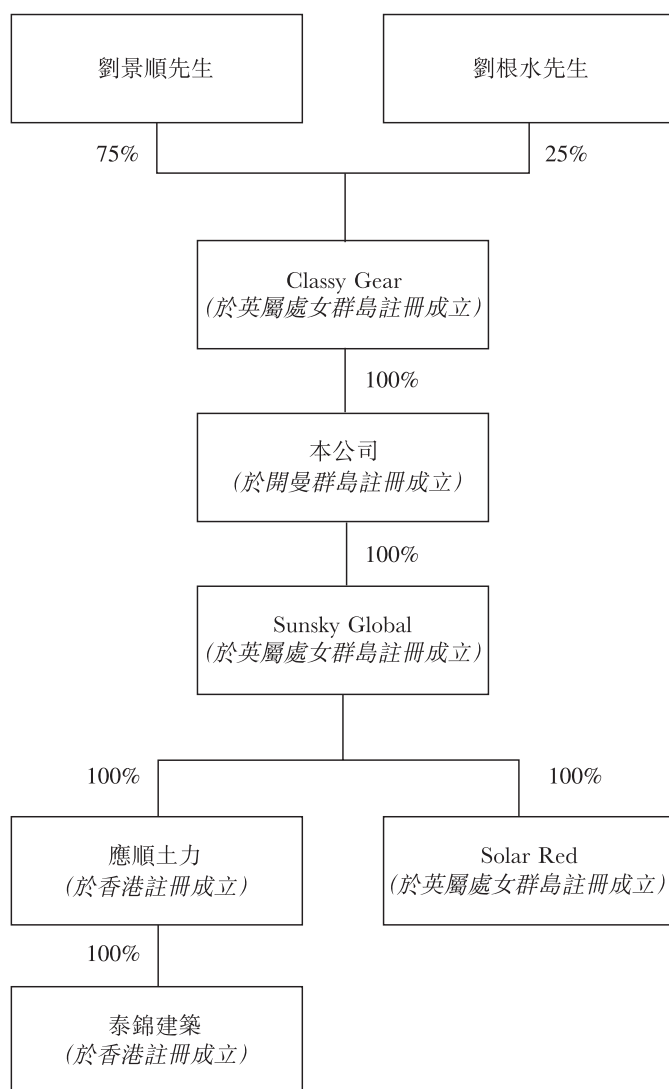 劉景順先生
劉根水先生
75%
25%
Classy Gear
(於英屬處女群島註冊成立)
100%
本公司
(於開曼群島註冊成立)
100%
Sunsky Global
(於英屬處女群島註冊成立)
100%
100%
應順土力
(於香港註冊成立)
Solar Red
(於英屬處女群島註冊成立)
100%
泰錦建築
(於香港註冊成立)